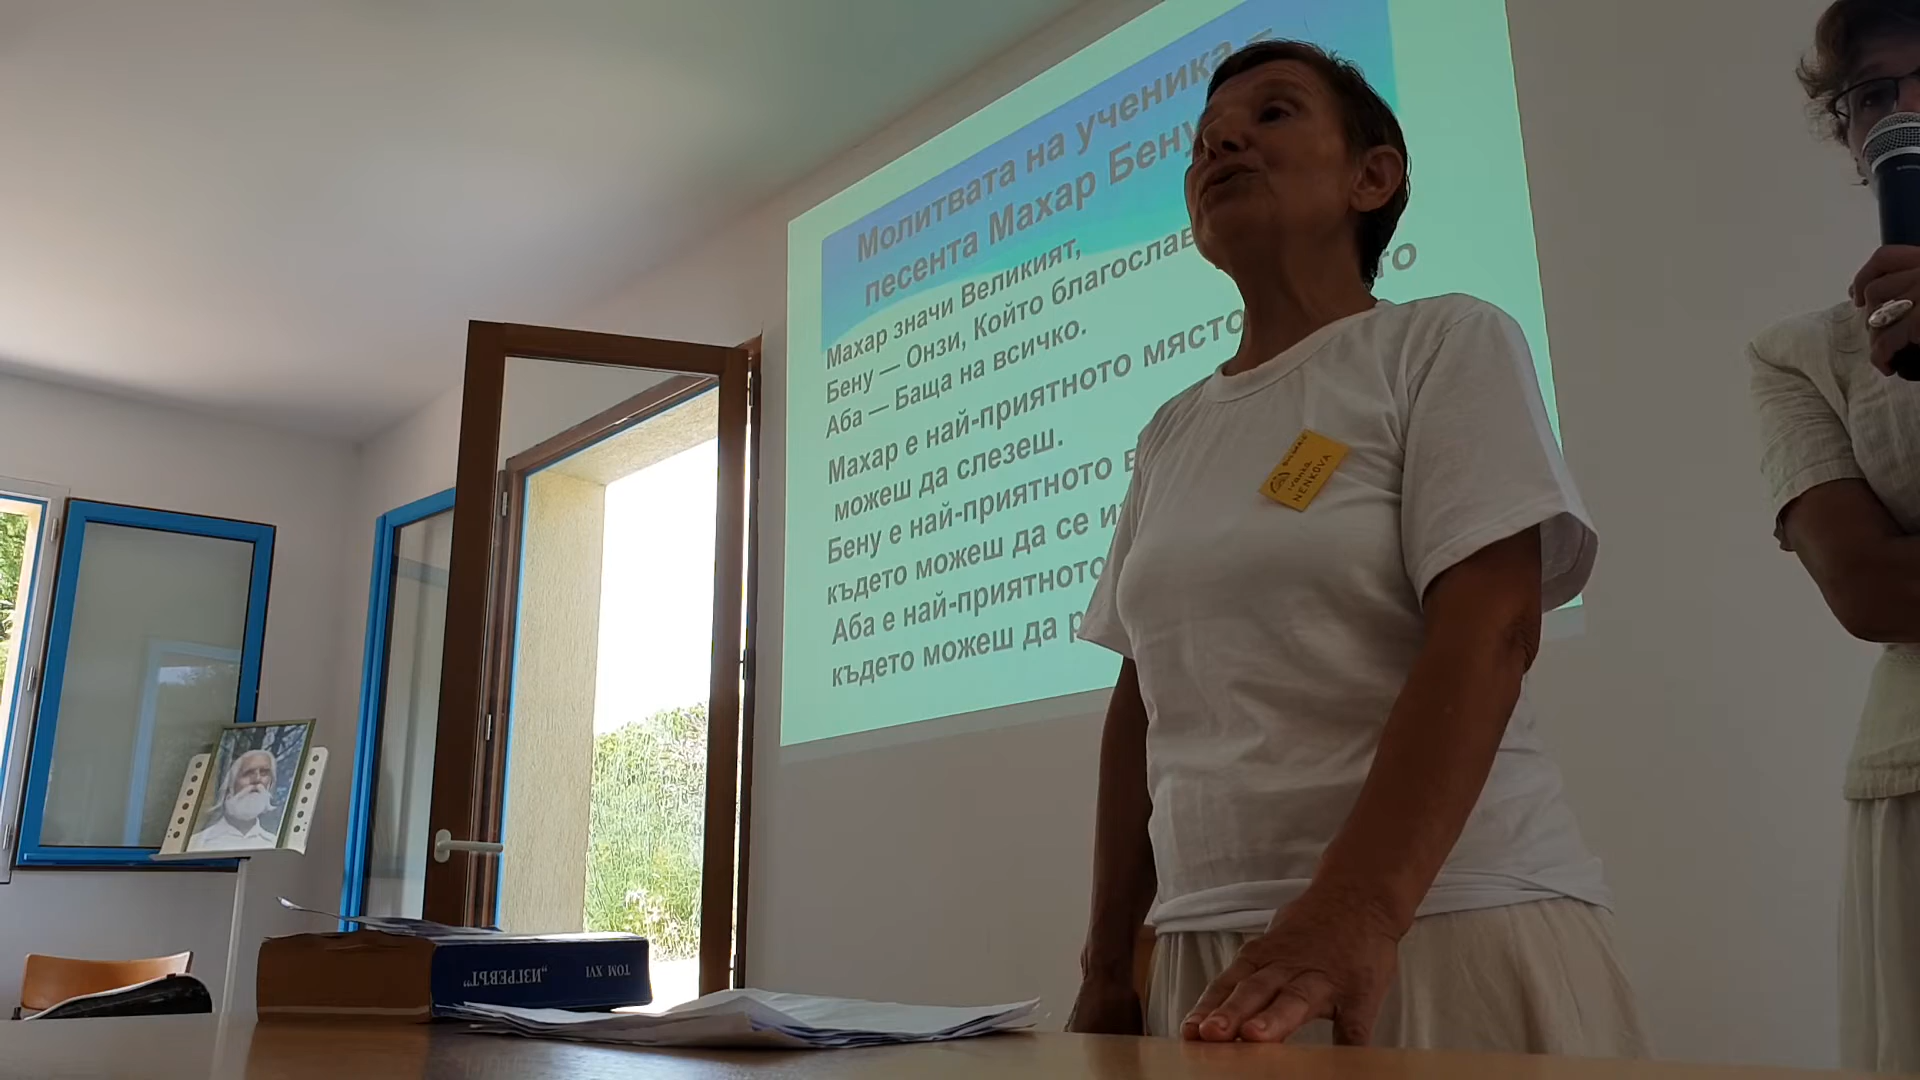 Молитвата на ученика –
песента Махар Бену
Махар значи Великият,
Бену — Онзи, Който благослав
Аба — Баща на всичко.
Махар е най-приятното място
го
можеш да слезеш.
Бену е най-приятното
където можеш да се
Аба е най-приятното
където можеш да
Ivanka
NENKOVA
ТОМ XVI „ИЗГРЕВЪТ“